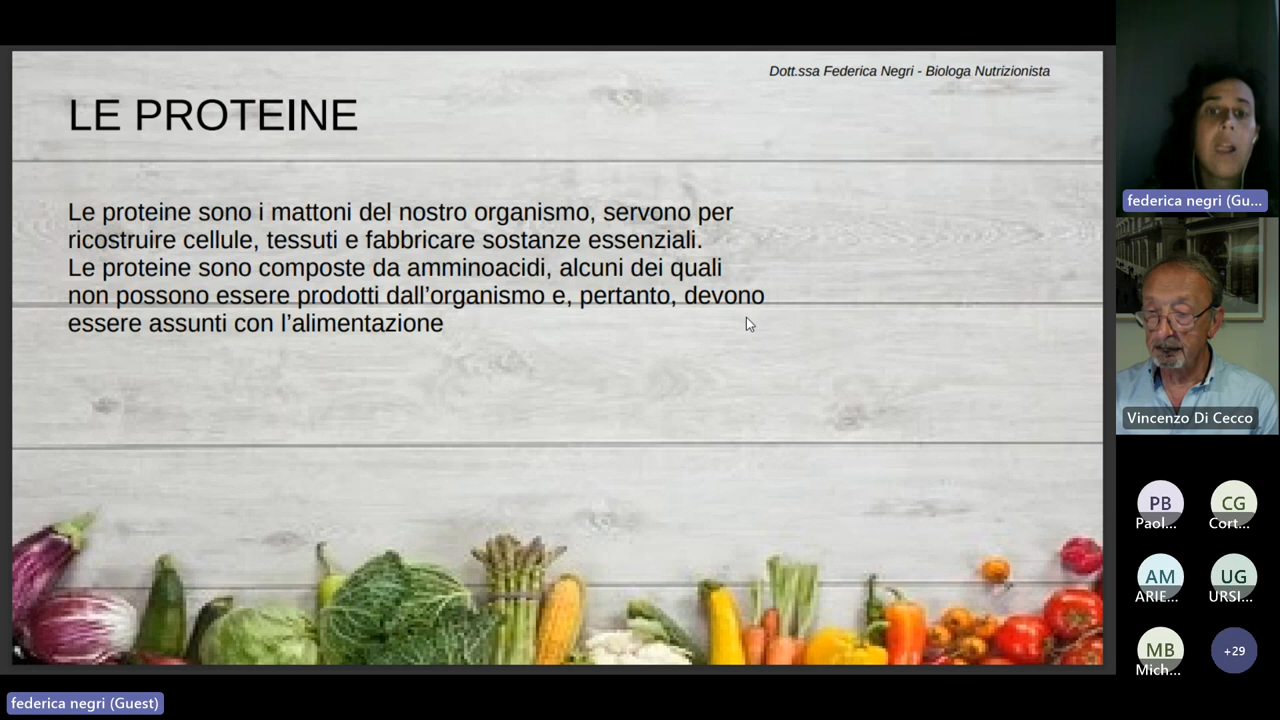 Dott.ssa Federica Negri - Biologa Nutrizionista
LE PROTEINE
Le proteine sono i mattoni del nostro organismo, servono per
ricostruire cellule, tessuti e fabbricare sostanze essenziali.
Le proteine sono composte da amminoacidi, alcuni dei quali
non possono essere prodotti dall’organismo e, pertanto, devono
essere assunti con l’alimentazione
federica negri (Gu...
Vincenzo Di Cecco
PB
Paol...
CG
Cort...
AM
ARIE...
UG
URSI...
MB
Mich...
+29
federica negri (Guest)